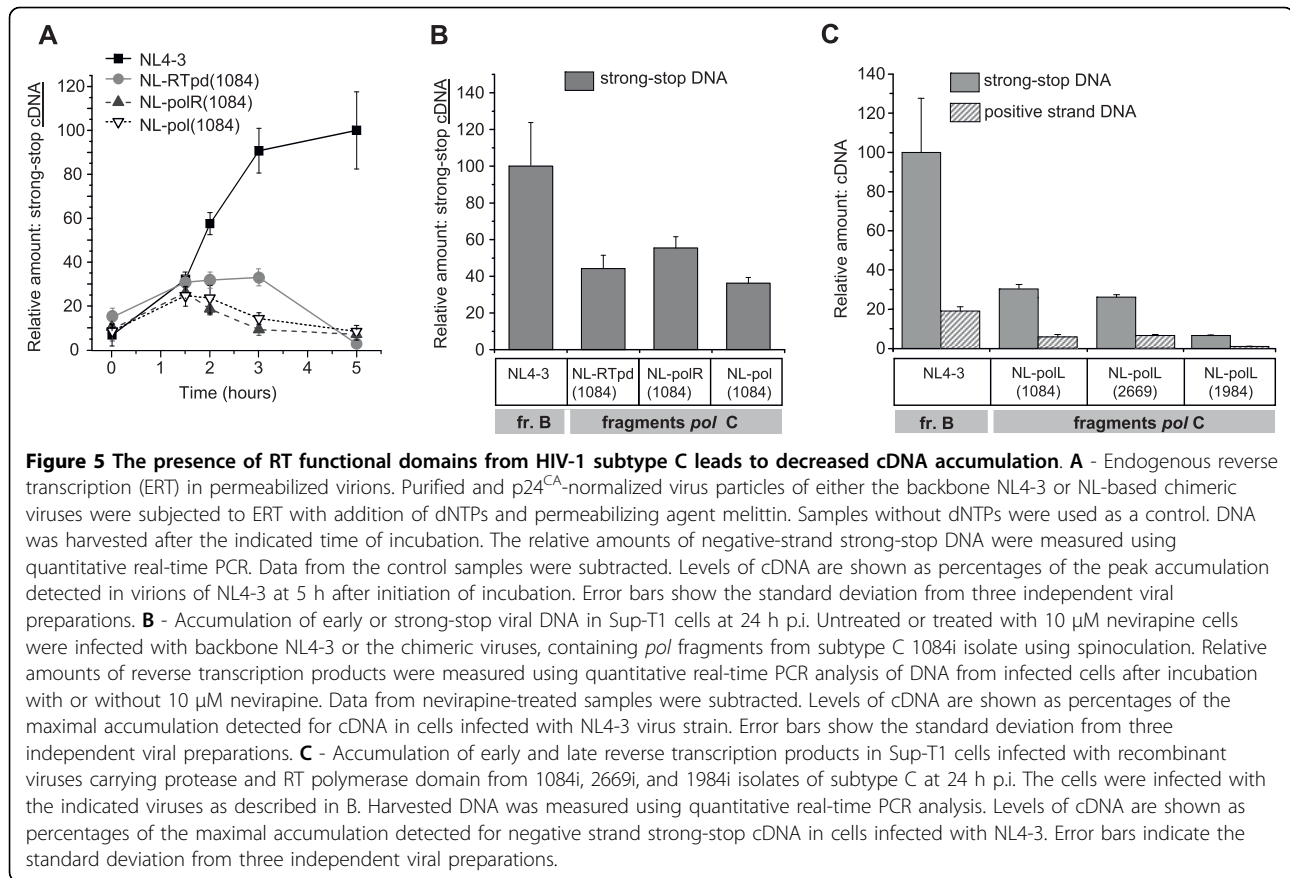 A
NL4-3
NL-RTpd(1084)
NL-polR(1084)
NL-pol(1084)
Relative amount: strong-stop cDNA
120
100
80
60
40
20
0
0 1 2 3 4 5
Time (hours)
B
strong-stop DNA
Relative amount: strong-stop cDNA
140
120
100
80
60
40
20
0
NL4-3
NL-RTpd (1084)
NL-polR (1084)
NL-pol (1084)
fr. B
fragments pol C
C
strong-stop DNA
positive strand DNA
Relative amount: cDNA
140
120
100
80
60
40
20
0
NL4-3
NL-polL (1084)
NL-polL (2669)
NL-polL (1984)
fr. B
fragments pol C
Figure 5 The presence of RT functional domains from HIV-1 subtype C leads to decreased cDNA accumulation. A - Endogenous reverse
transcription (ERT) in permeabilized virions. Purified and p24CA-normalized virus particles of either the backbone NL4-3 or NL-based chimeric
viruses were subjected to ERT with addition of dNTPs and permeabilizing agent melittin. Samples without dNTPs were used as a control. DNA
was harvested after the indicated time of incubation. The relative amounts of negative-strand strong-stop DNA were measured using
quantitative real-time PCR. Data from the control samples were subtracted. Levels of cDNA are shown as percentages of the peak accumulation
detected in virions of NL4-3 at 5 h after initiation of incubation. Error bars show the standard deviation from three independent viral
preparations. B - Accumulation of early or strong-stop viral DNA in Sup-T1 cells at 24 h p.i. Untreated or treated with 10 μM nevirapine cells
were infected with backbone NL4-3 or the chimeric viruses, containing pol fragments from subtype C 1084i isolate using spinoculation. Relative
amounts of reverse transcription products were measured using quantitative real-time PCR analysis of DNA from infected cells after incubation
with or without 10 μM nevirapine. Data from nevirapine-treated samples were subtracted. Levels of cDNA are shown as percentages of the
maximal accumulation detected for cDNA in cells infected with NL4-3 virus strain. Error bars show the standard deviation from three
independent viral preparations. C - Accumulation of early and late reverse transcription products in Sup-T1 cells infected with recombinant
viruses carrying protease and RT polymerase domain from 1084i, 2669i, and 1984i isolates of subtype C at 24 h p.i. The cells were infected with
the indicated viruses as described in B. Harvested DNA was measured using quantitative real-time PCR analysis. Levels of cDNA are shown as
percentages of the maximal accumulation detected for negative strand strong-stop cDNA in cells infected with NL4-3. Error bars indicate the
standard deviation from three independent viral preparations.